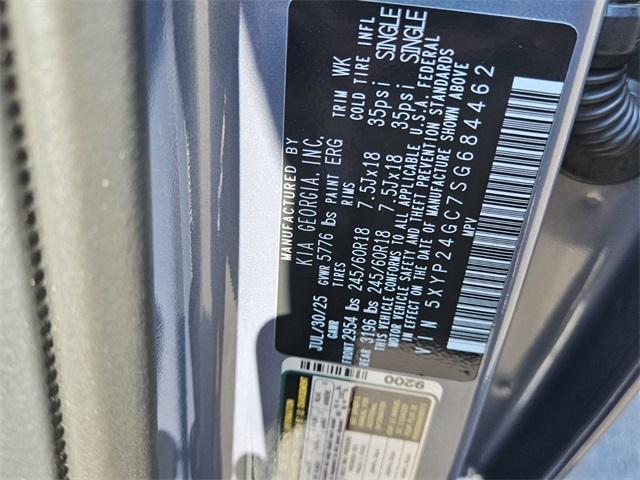 MANUFACTURED BY
KIA GEORGIA, INC.
JUL/30/25 GVWR 5776 lbs PAINT ERG TRIM WK
GAWR TIRES RIMS COLD TIRE INFL
FRONT 2954 lbs 245/60R18 7.5Jx18 35psi SINGLE
REAR 3196 lbs 245/60R18 7.5Jx18 35psi SINGLE
THIS VEHICLE CONFORMS TO ALL APPLICABLE U.S.A. FEDERAL
MOTOR VEHICLE SAFETY AND THEFT PREVENTION STANDARDS
IN EFFECT ON THE DATE OF MANUFACTURE SHOWN ABOVE
VIN 5XYP24GC7SG684462
MPV
9200